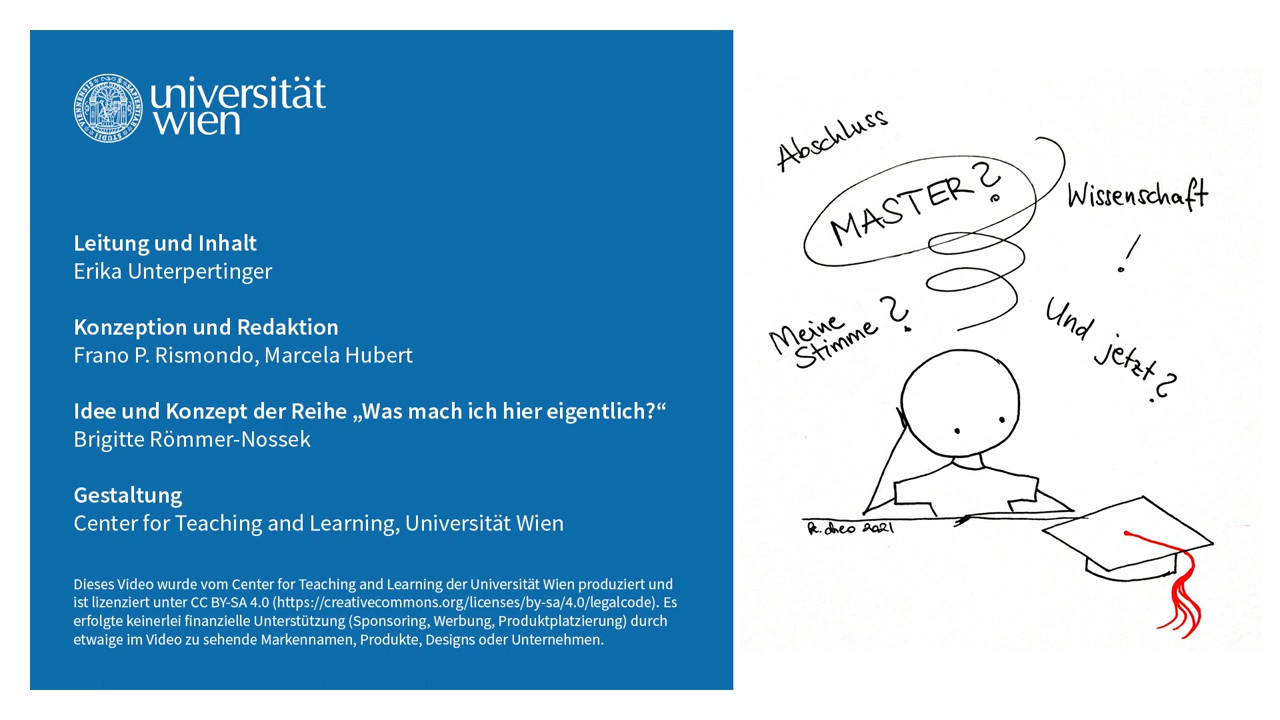 universität
wien
Leitung und Inhalt
Erika Unterpertinger
Konzeption und Redaktion
Frano P. Rismondo, Marcela Hubert
Idee und Konzept der Reihe „Was mach ich hier eigentlich?“
Brigitte Römmer-Nossek
Gestaltung
Center for Teaching and Learning, Universität Wien
Dieses Video wurde vom Center for Teaching and Learning der Universität Wien produziert und
ist lizenziert unter CC BY-SA 4.0 (https://creativecommons.org/licenses/by-sa/4.0/legalcode). Es
erfolgte keinerlei finanzielle Unterstützung (Sponsoring, Werbung, Produktplatzierung) durch
etwaige im Video zu sehende Markennamen, Produkte, Designs oder Unternehmen.
Abschluss
MASTER?
Wissenschaft
!
Meine
Stimme?
Und jetzt?
2021